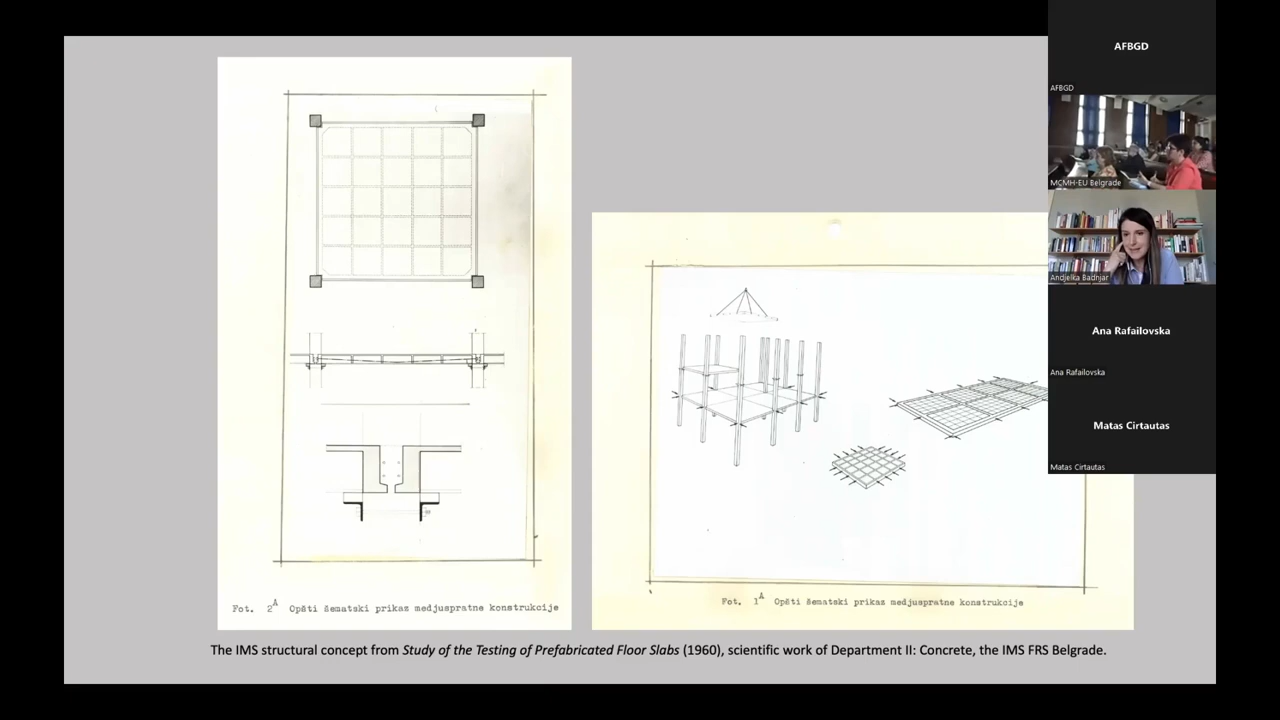 AFBGD
AFBGD
MCMH-EU Belgrade
Andjelka Badnjar
Ana Rafailovska
Ana Rafailovska
Matas Cirtautas
Matas Cirtautas
Fot. 2A Opšti šematski prikaz medjuspratne konstrukcije
Fot. 1A Opšti šematski prikaz medjuspratne konstrukcije
The IMS structural concept from Study of the Testing of Prefabricated Floor Slabs (1960), scientific work of Department II: Concrete, the IMS FRS Belgrade.